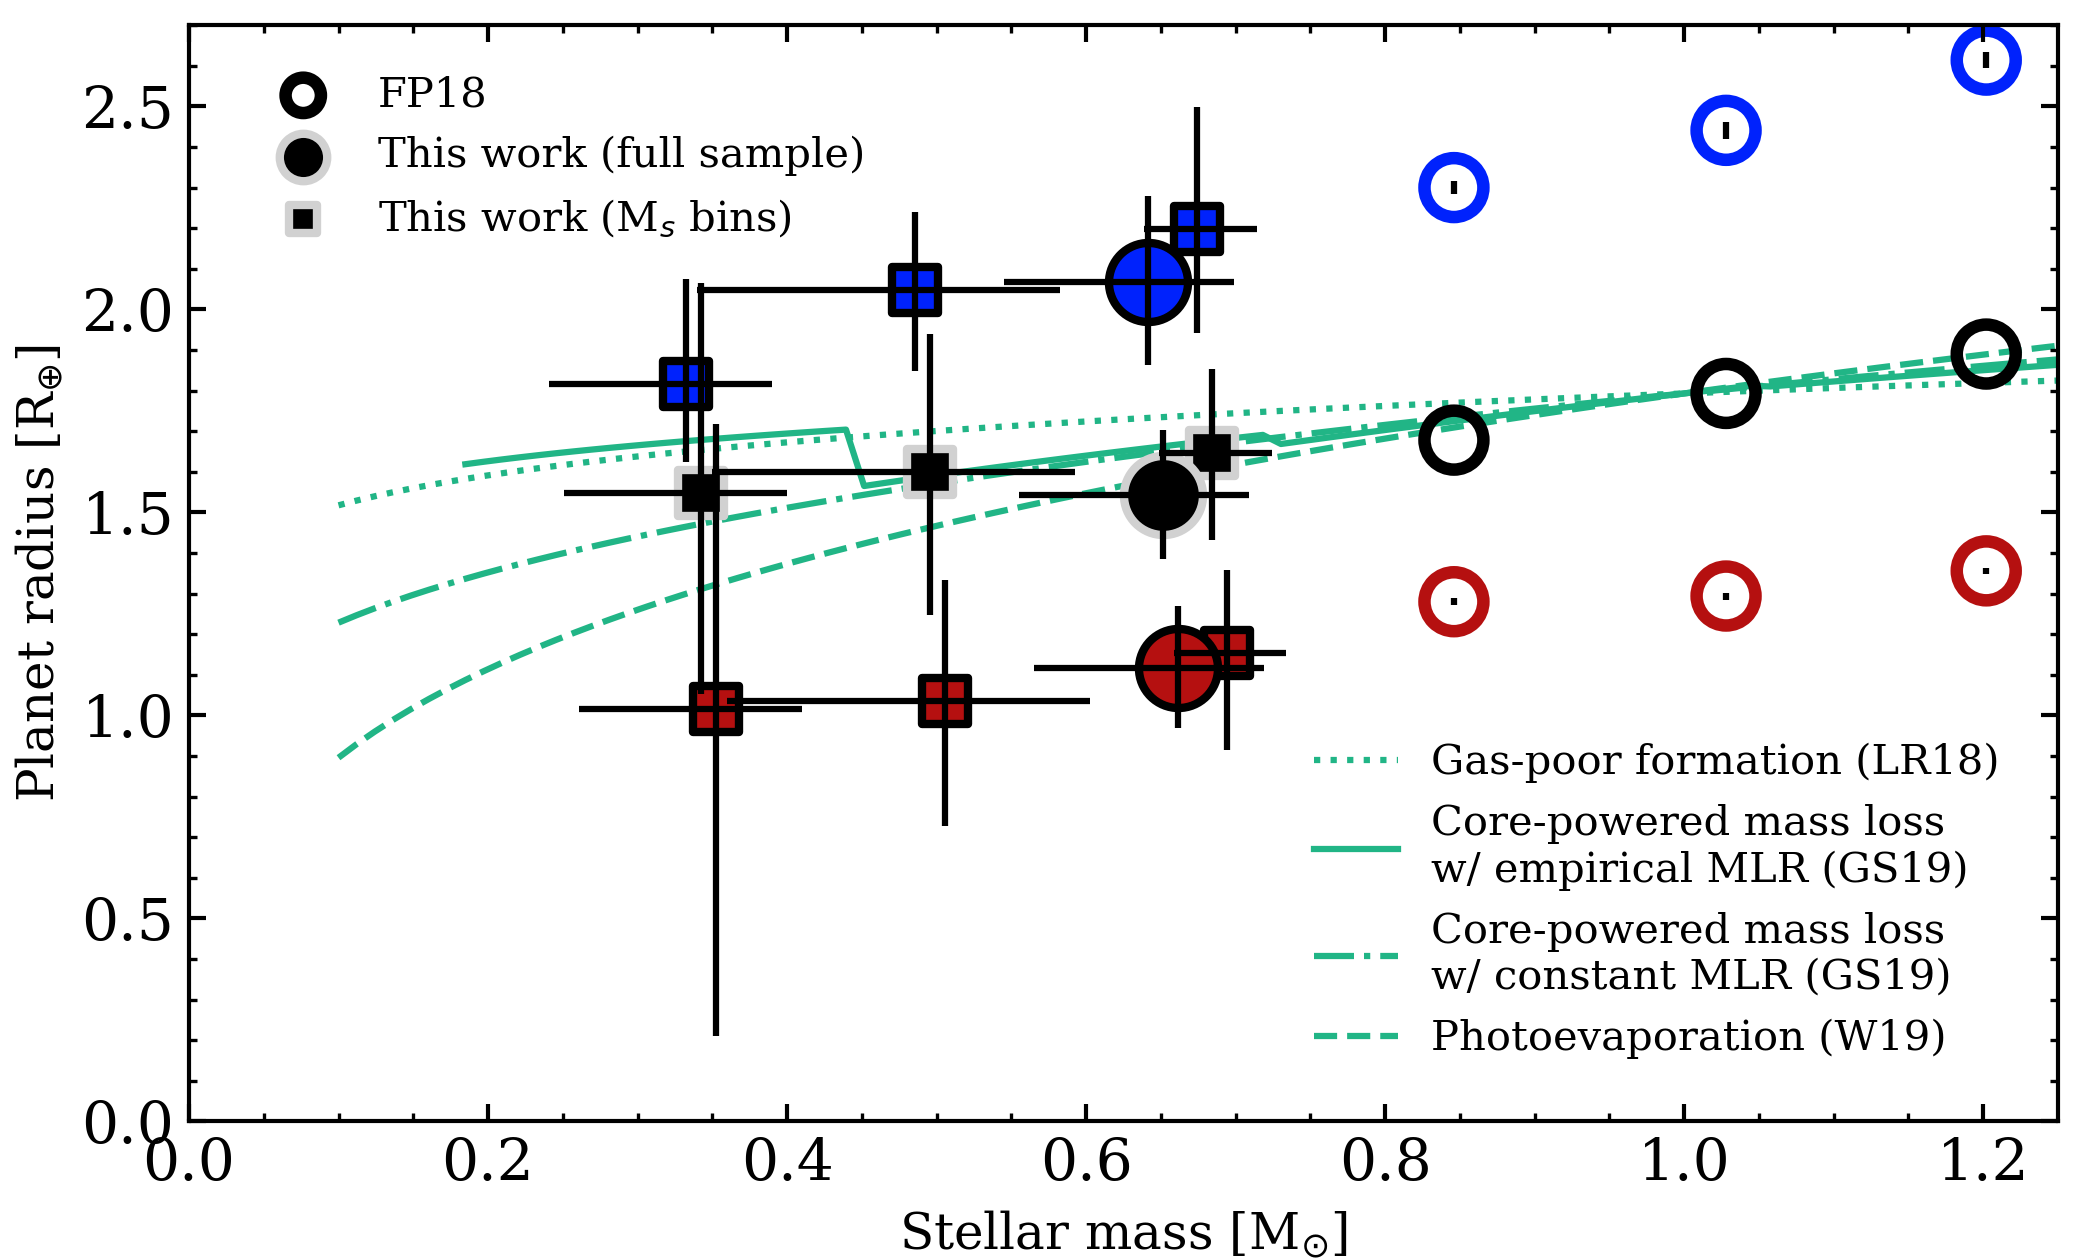 FP18
This work (full sample)
This work (Mₛ bins)
2.5
2.0
1.5
1.0
0.5
0.0
Planet radius [R⊕]
Gas-poor formation (LR18)
Core-powered mass loss
w/ empirical MLR (GS19)
Core-powered mass loss
w/ constant MLR (GS19)
Photoevaporation (W19)
0.0 0.2 0.4 0.6 0.8 1.0 1.2
Stellar mass [M⊙]